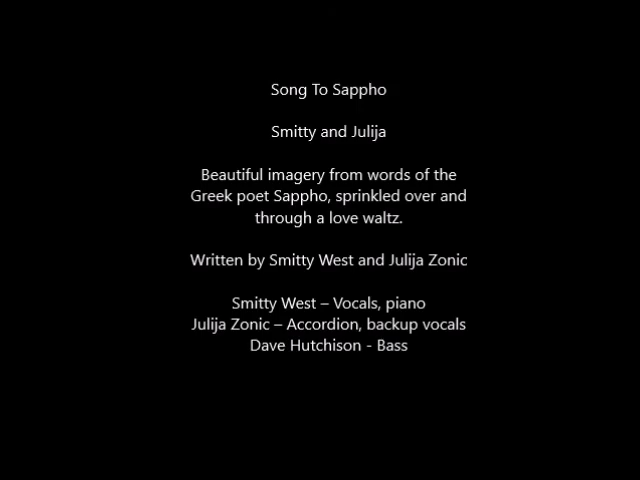 Song To Sappho
Smitty and Julija
Beautiful imagery from words of the
Greek poet Sappho, sprinkled over and
through a love waltz.
Written by Smitty West and Julija Zonic
Smitty West – Vocals, piano
Julija Zonic – Accordion, backup vocals
Dave Hutchison - Bass